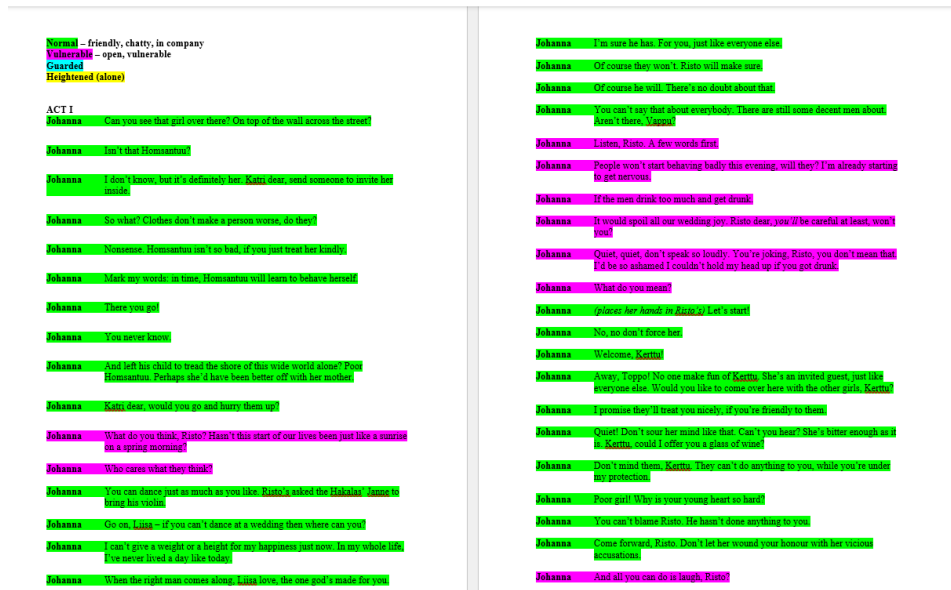 Normal – friendly, chatty, in company
Vulnerable – open, vulnerable
Guarded
Heightened (alone)
ACT I
Johanna Can you see that girl over there? On top of the wall across the street?
Johanna Isn't that Homsantuu?
Johanna I don't know, but it's definitely her. Katri dear, send someone to invite her
inside.
Johanna So what? Clothes don't make a person worse, do they?
Johanna Nonsense. Homsantuu isn't so bad, if you just treat her kindly.
Johanna Mark my words: in time, Homsantuu will learn to behave herself.
Johanna There you go!
Johanna You never know.
Johanna And left his child to tread the shore of this wide world alone? Poor
Homsantuu. Perhaps she'd have been better off with her mother.
Johanna Katri dear, would you go and hurry them up?
Johanna What do you think, Risto? Hasn't this start of our lives been just like a sunrise
on a spring morning?
Johanna Who cares what they think?
Johanna You can dance just as much as you like. Risto's asked the Hakalas' Janne to
bring his violin.
Johanna Go on, Liisa – if you can't dance at a wedding then where can you?
Johanna I can't give a weight or a height for my happiness just now. In my whole life,
I've never lived a day like today.
Johanna When the right man comes along, Liisa love, the one god's made for you.
Johanna I'm sure he has. For you, just like everyone else.
Johanna Of course they won't. Risto will make sure.
Johanna Of course he will. There's no doubt about that.
Johanna You can't say that about everybody. There are still some decent men about.
Aren't there, Vappu?
Johanna Listen, Risto. A few words first.
Johanna People won't start behaving badly this evening, will they? I'm already starting
to get nervous.
Johanna If the men drink too much and get drunk.
Johanna It would spoil all our wedding joy. Risto dear, you'll be careful at least, won't
you?
Johanna Quiet, quiet, don't speak so loudly. You're joking, Risto, you don't mean that.
I'd be so ashamed I couldn't hold my head up if you got drunk.
Johanna What do you mean?
Johanna (places her hands in Risto's) Let's start!
Johanna No, no don't force her.
Johanna Welcome, Kerttu!
Johanna Away, Toppo! No one make fun of Kerttu. She's an invited guest, just like
everyone else. Would you like to come over here with the other girls, Kerttu?
Johanna I promise they'll treat you nicely, if you're friendly to them.
Johanna Quiet! Don't sour her mind like that. Can't you hear? She's bitter enough as it
is. Kerttu, could I offer you a glass of wine?
Johanna Don't mind them, Kerttu. They can't do anything to you, while you're under
my protection.
Johanna Poor girl! Why is your young heart so hard?
Johanna You can't blame Risto. He hasn't done anything to you.
Johanna Come forward, Risto. Don't let her wound your honour with her vicious
accusations.
Johanna And all you can do is laugh, Risto?